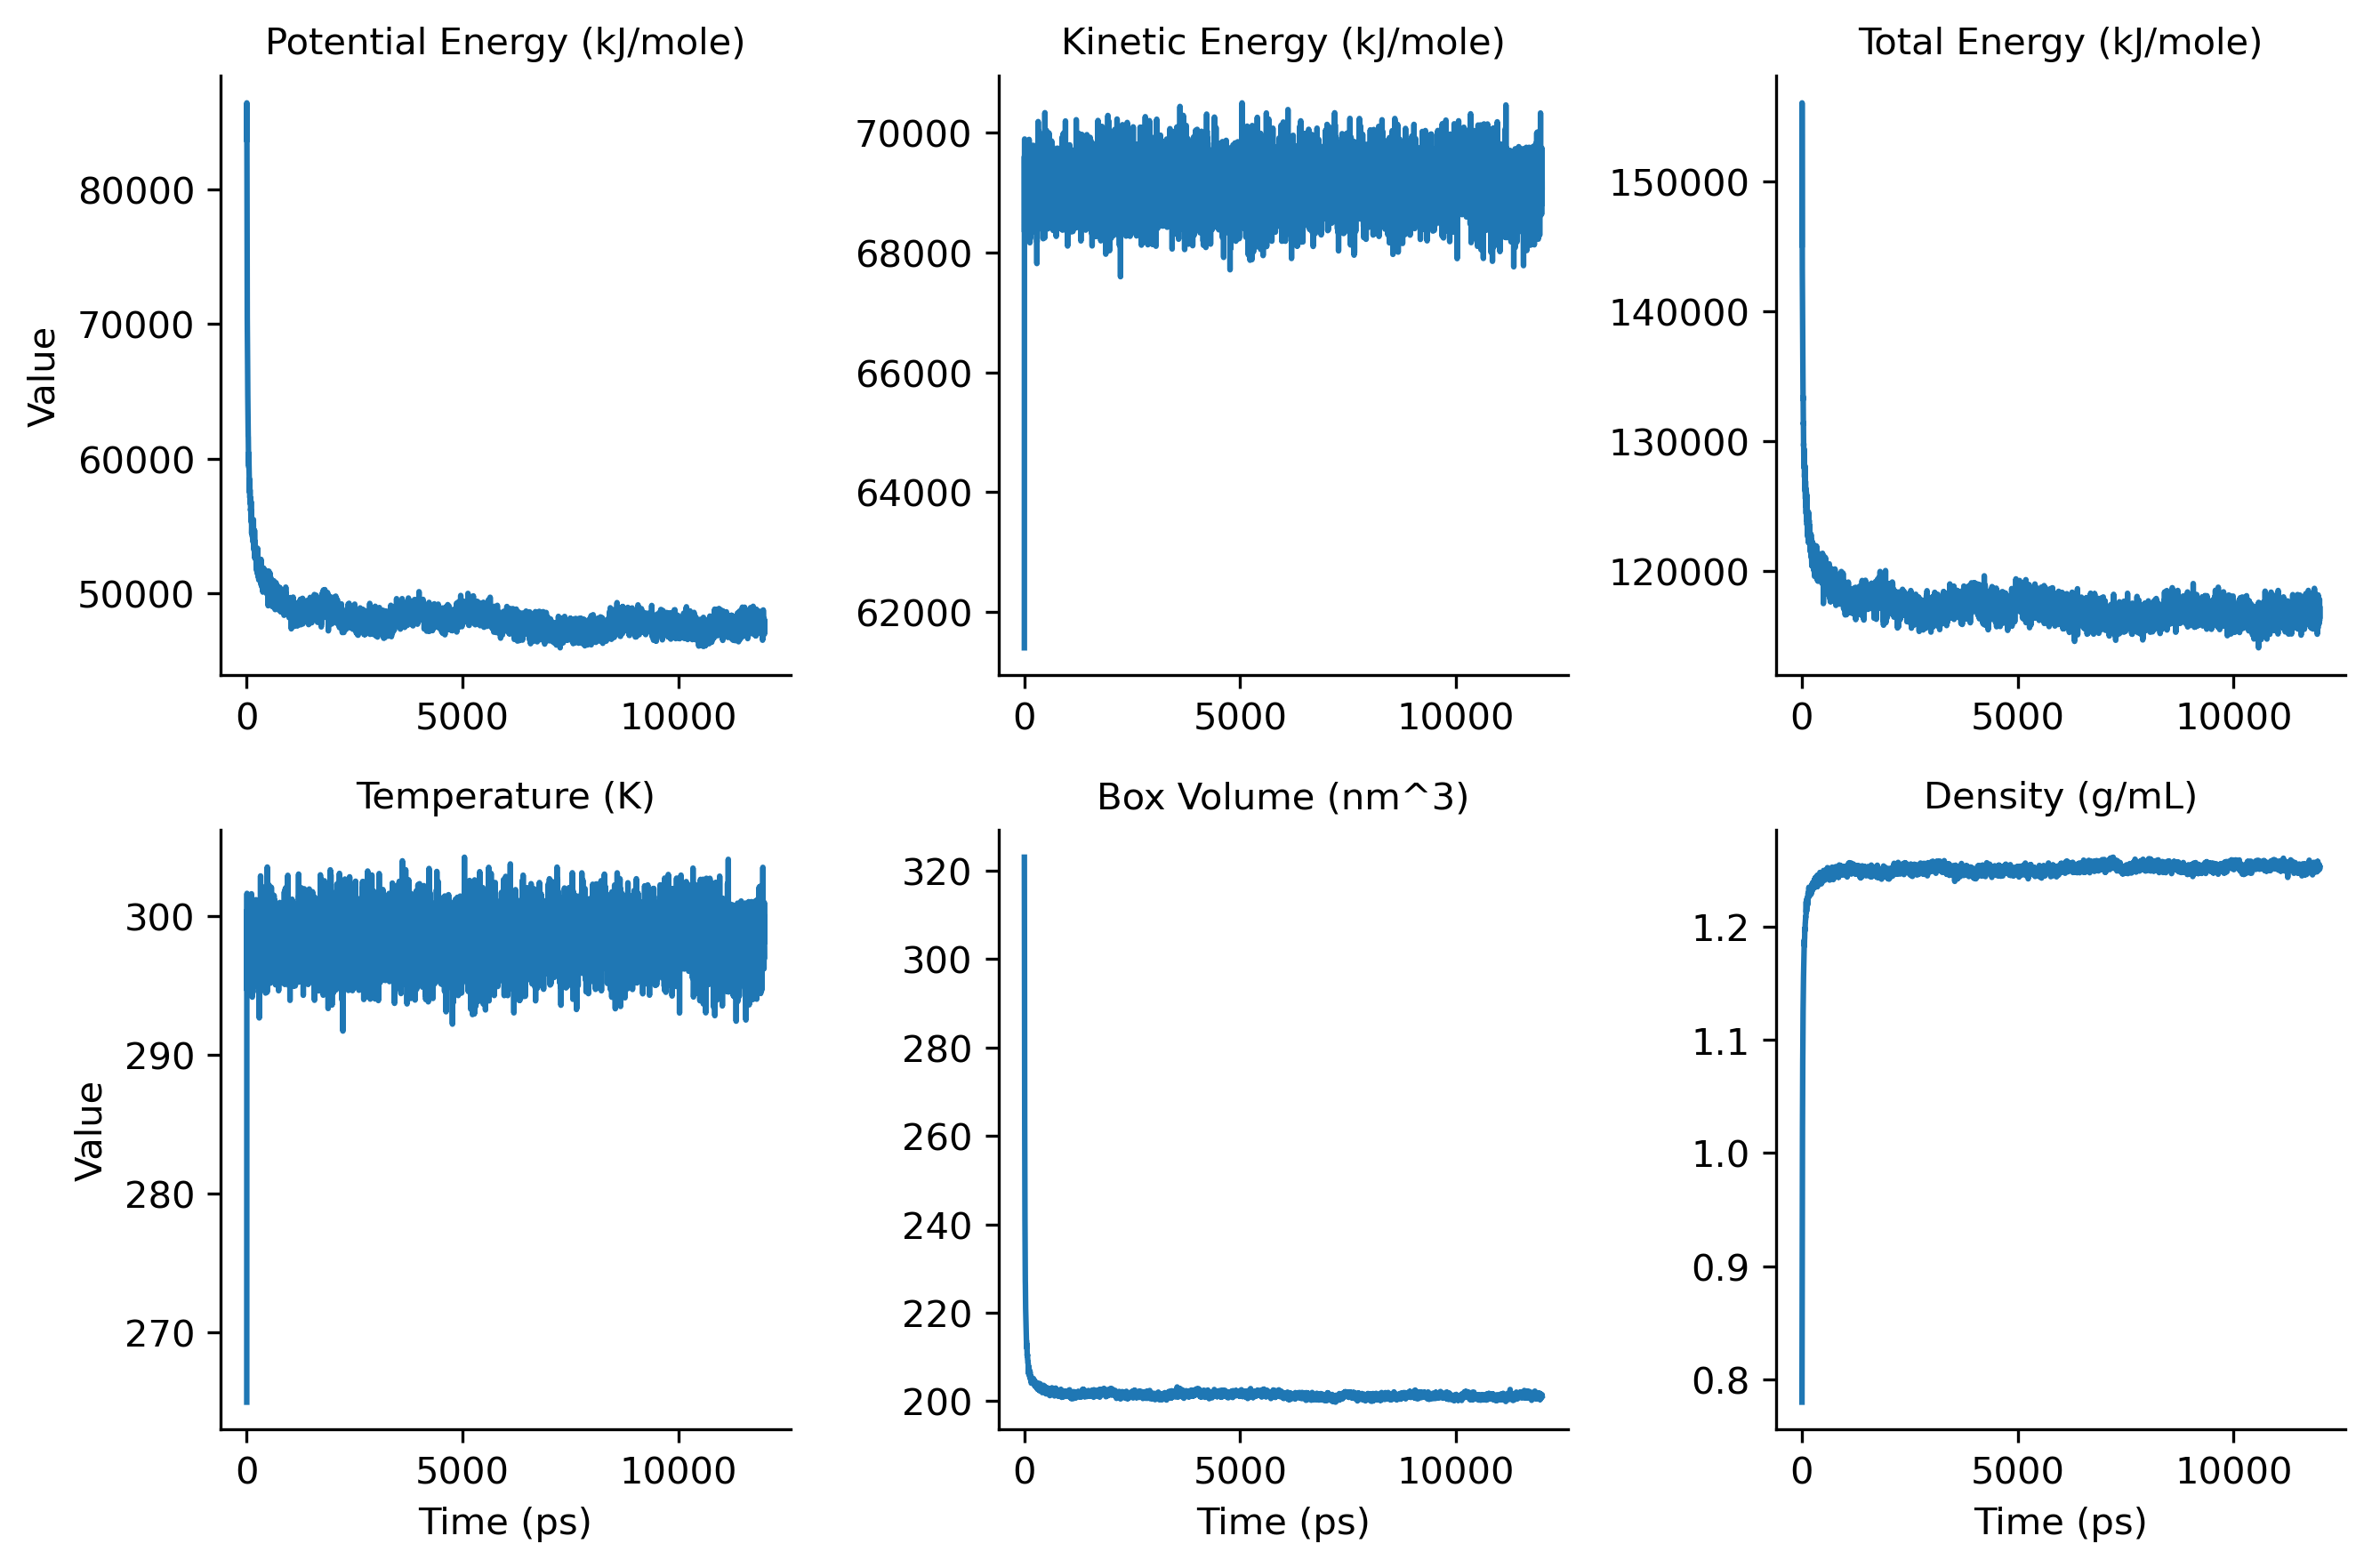 Potential Energy (kJ/mole)
80000
70000
60000
50000
Value
0 5000 10000
Kinetic Energy (kJ/mole)
70000
68000
66000
64000
62000
0 5000 10000
Total Energy (kJ/mole)
150000
140000
130000
120000
0 5000 10000
Temperature (K)
300
290
280
270
Value
0 5000 10000
Time (ps)
Box Volume (nm^3)
320
300
280
260
240
220
200
0 5000 10000
Time (ps)
Density (g/mL)
1.2
1.1
1.0
0.9
0.8
0 5000 10000
Time (ps)